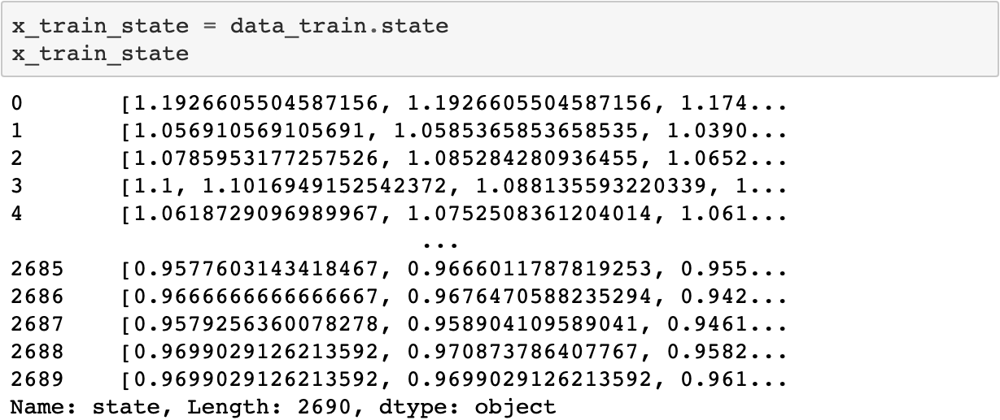 x_train_state = data_train.state
x_train_state
0 [1.1926605504587156, 1.1926605504587156, 1.174...
1 [1.056910569105691, 1.0585365853658535, 1.0390...
2 [1.0785953177257526, 1.085284280936455, 1.0652...
3 [1.1, 1.1016949152542372, 1.088135593220339, 1...
4 [1.0618729096989967, 1.0752508361204014, 1.061...
...
2685 [0.9577603143418467, 0.9666011787819253, 0.955...
2686 [0.9666666666666667, 0.9676470588235294, 0.942...
2687 [0.9579256360078278, 0.958904109589041, 0.9461...
2688 [0.9699029126213592, 0.970873786407767, 0.9582...
2689 [0.9699029126213592, 0.9699029126213592, 0.961...
Name: state, Length: 2690, dtype: object